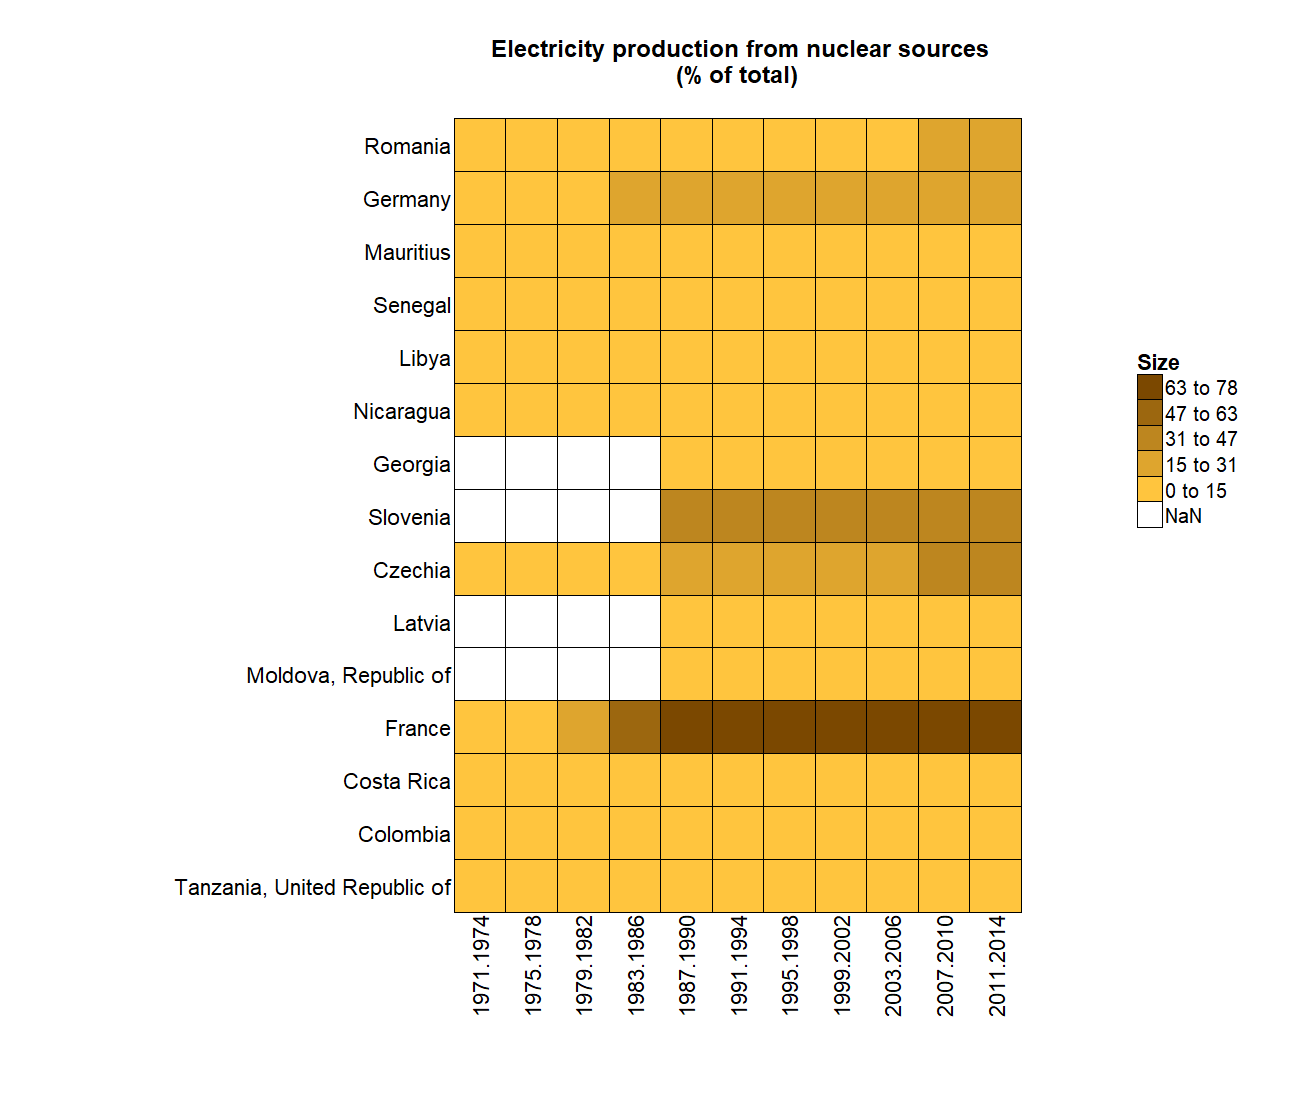 Electricity production from nuclear sources
(% of total)
Romania
Germany
Mauritius
Senegal
Libya
Nicaragua
Georgia
Slovenia
Czechia
Latvia
Moldova, Republic of
France
Costa Rica
Colombia
Tanzania, United Republic of
1971.1974
1975.1978
1979.1982
1983.1986
1987.1990
1991.1994
1995.1998
1999.2002
2003.2006
2007.2010
2011.2014
Size
63 to 78
47 to 63
31 to 47
15 to 31
0 to 15
NaN